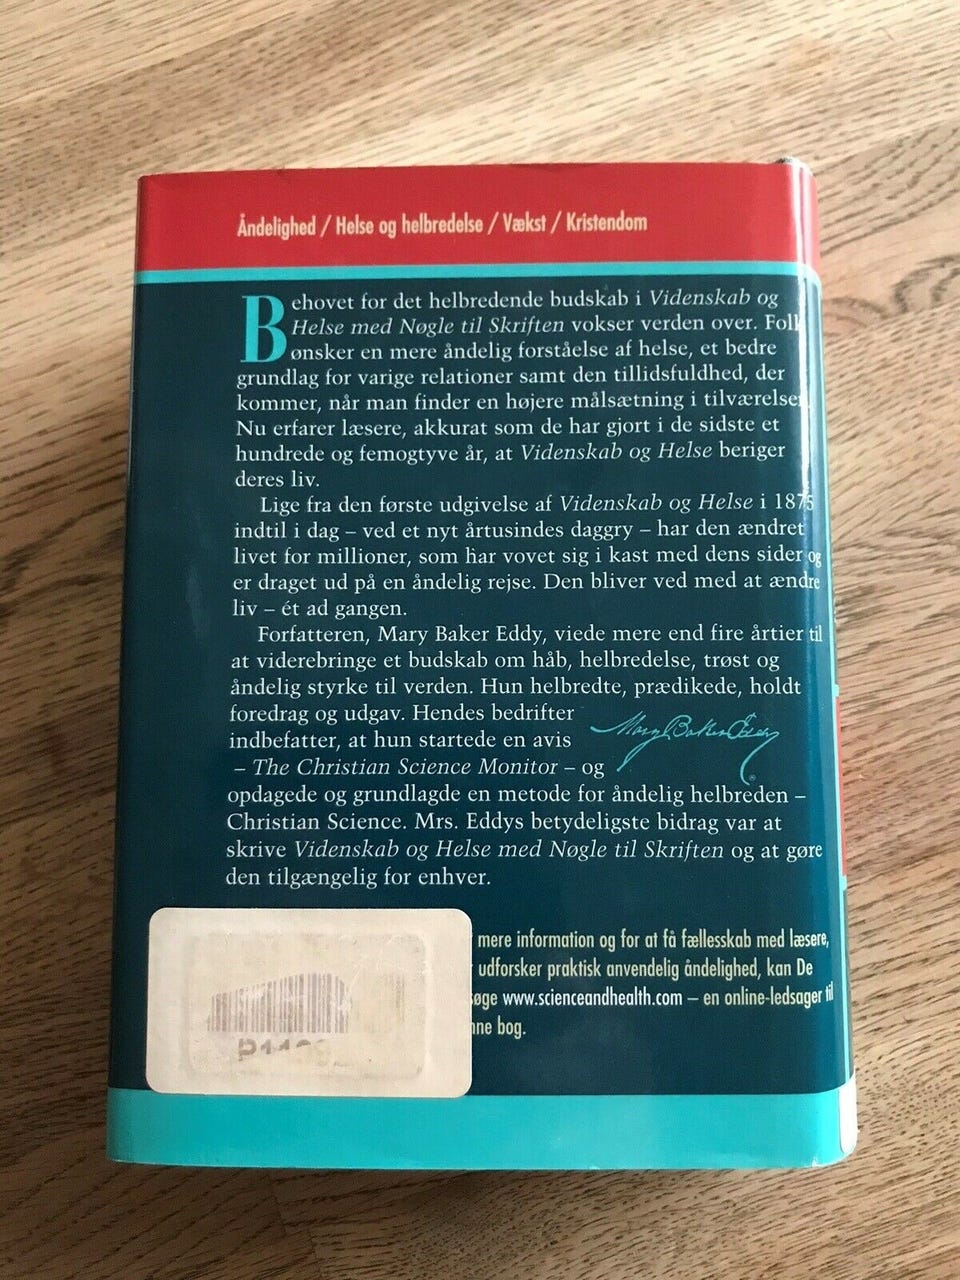 Åndelighed / Helse og helbredelse / Vækst / Kristendom
Behovet for det helbredende budskab i Videnskab og
Helse med Nøgle til Skriften vokser verden over. Folk
ønsker en mere åndelig forståelse af helse, et bedre
grundlag for varige relationer samt den tillidsfuldhed, der
kommer, når man finder en højere målsætning i tilværelsen.
Nu erfarer læsere, akkurat som de har gjort i de sidste et
hundrede og femogtyve år, at Videnskab og Helse beriger
deres liv.
Lige fra den første udgivelse af Videnskab og Helse i 1875
indtil i dag – ved et nyt årtusindes daggry – har den ændret
livet for millioner, som har vovet sig i kast med dens sider og
er draget ud på en åndelig rejse. Den bliver ved med at ændre
liv – ét ad gangen.
Forfatteren, Mary Baker Eddy, viede mere end fire årtier til
at viderebringe et budskab om håb, helbredelse, trøst og
åndelig styrke til verden. Hun helbredte, prædikede, holdt
foredrag og udgav. Hendes bedrifter
indbefatter, at hun startede en avis
– The Christian Science Monitor – og
Mary Baker Eddy
®
opdagede og grundlagde en metode for åndelig helbreden –
Christian Science. Mrs. Eddys betydeligste bidrag var at
skrive Videnskab og Helse med Nøgle til Skriften og at gøre
den tilgængelig for enhver.
mere information og for at få fællesskab med læsere,
udforsker praktisk anvendelig åndelighed, kan De
søge www.scienceandhealth.com – en online-ledsager til
nne bog.